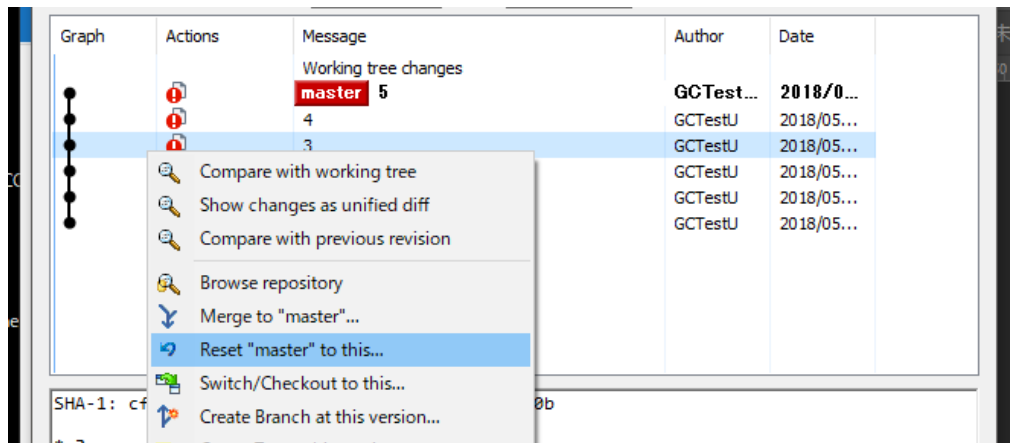 Graph Actions Message Author Date
Working tree changes
master 5 GCTest... 2018/0...
4 GCTestU 2018/05...
3 GCTestU 2018/05...
GCTestU 2018/05...
GCTestU 2018/05...
GCTestU 2018/05...
Compare with working tree
Show changes as unified diff
Compare with previous revision
Browse repository
Merge to "master"...
Reset "master" to this...
Switch/Checkout to this...
Create Branch at this version...
SHA-1: cf 0b